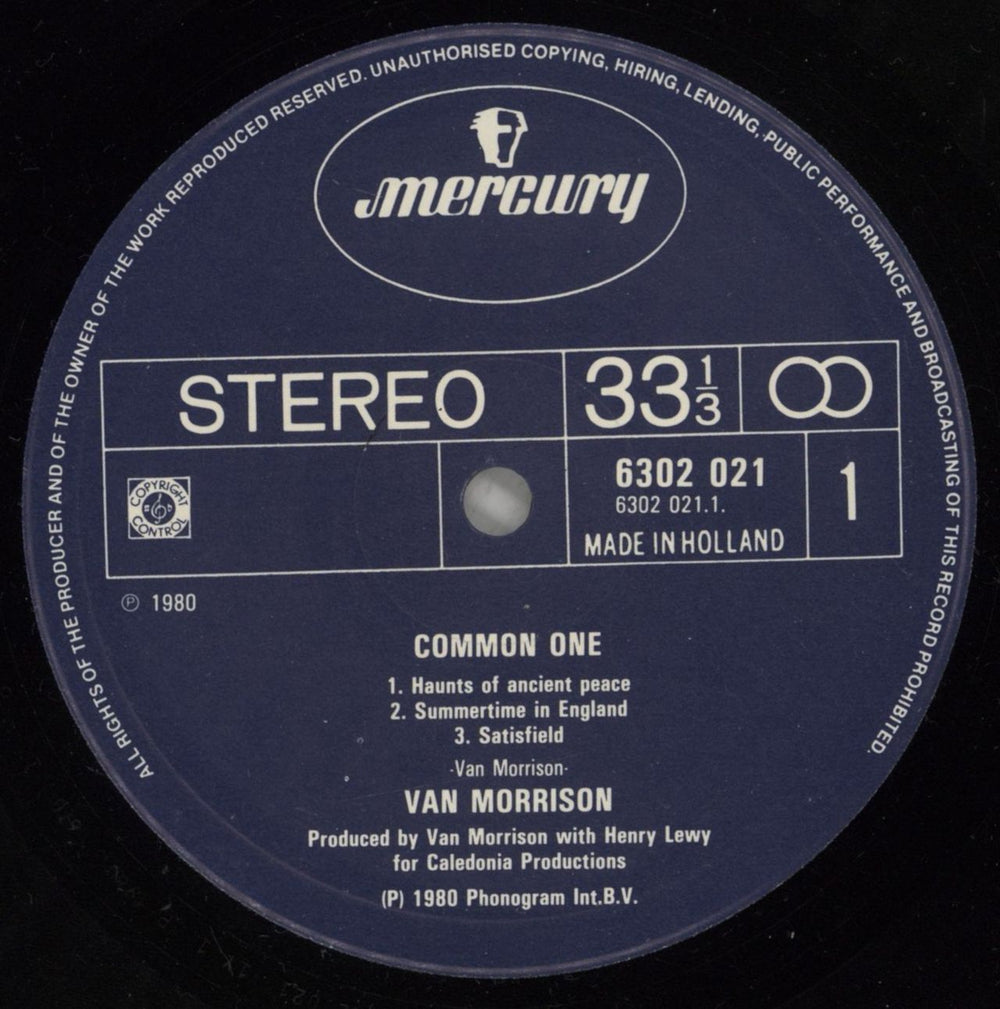 ALL RIGHTS OF THE PRODUCER AND OF THE OWNER OF THE WORK REPRODUCED RESERVED. UNAUTHORISED COPYING, HIRING, LENDING, PUBLIC PERFORMANCE AND BROADCASTING OF THIS RECORD PROHIBITED.
mercury
STEREO
33 1/3
6302 021
6302 021.1.
MADE IN HOLLAND
1
COPYRIGHT
CONTROL
℗ 1980
COMMON ONE
1. Haunts of ancient peace
2. Summertime in England
3. Satisfield
-Van Morrison-
VAN MORRISON
Produced by Van Morrison with Henry Lewy
for Caledonia Productions
(P) 1980 Phonogram Int.B.V.